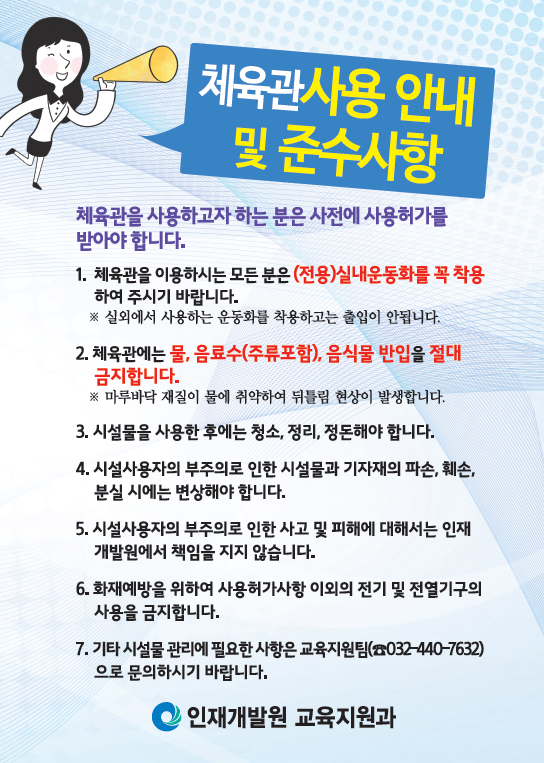 체육관사용 안내
및 준수사항
체육관을 사용하고자 하는 분은 사전에 사용허가를
받아야 합니다.
1. 체육관을 이용하시는 모든 분은 (전용)실내운동화를 꼭 착용
하여 주시기 바랍니다.
※ 실외에서 사용하는 운동화를 착용하고는 출입이 안됩니다.
2. 체육관에는 물, 음료수(주류포함), 음식물 반입을 절대
금지합니다.
※ 마루바닥 재질이 물에 취약하여 뒤틀림 현상이 발생합니다.
3. 시설물을 사용한 후에는 청소, 정리, 정돈해야 합니다.
4. 시설사용자의 부주의로 인한 시설물과 기자재의 파손, 훼손,
분실 시에는 변상해야 합니다.
5. 시설사용자의 부주의로 인한 사고 및 피해에 대해서는 인재
개발원에서 책임을 지지 않습니다.
6. 화재예방을 위하여 사용허가사항 이외의 전기 및 전열기구의
사용을 금지합니다.
7. 기타 시설물 관리에 필요한 사항은 교육지원팀(☎032-440-7632)
으로 문의하시기 바랍니다.
인재개발원 교육지원과